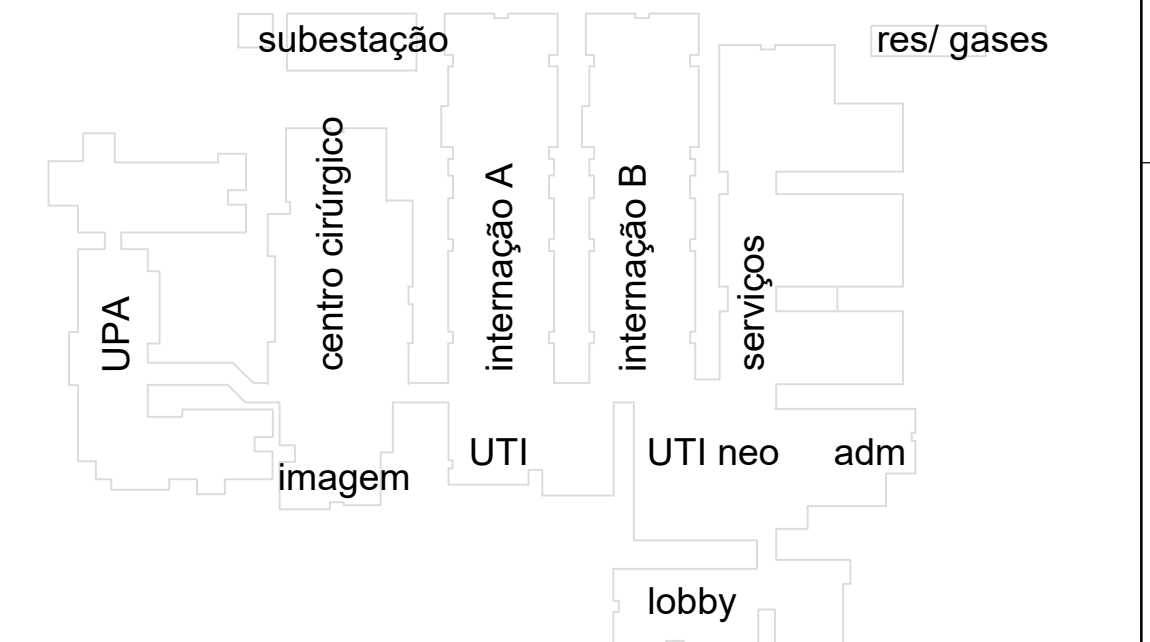 subestação
res/ gases
UPA
centro cirúrgico
internação A
internação B
serviços
UTI
UTI neo
adm
imagem
lobby